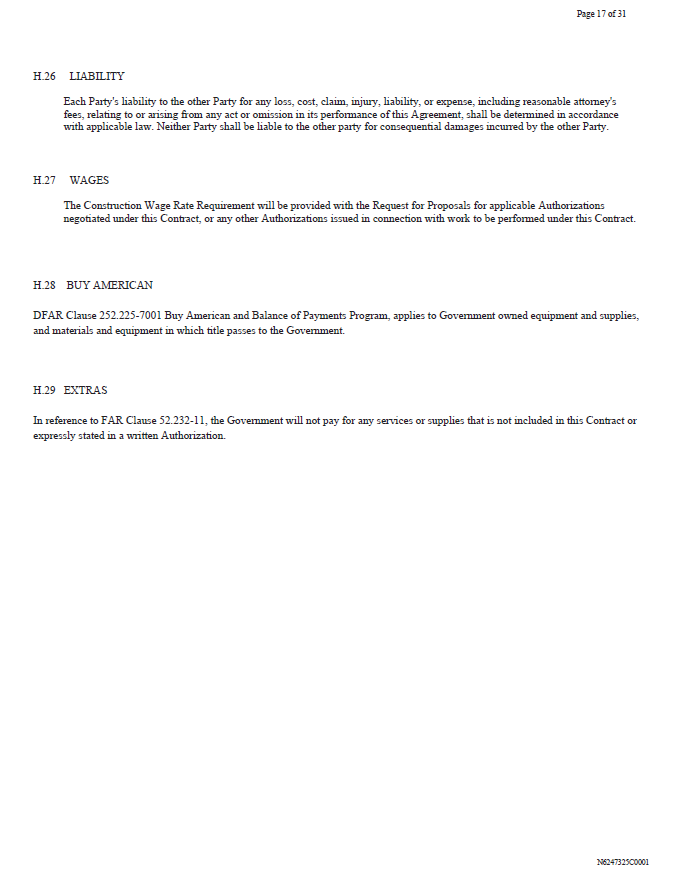 Page 17 of 31
H.26 LIABILITY
Each Party's liability to the other Party for any loss, cost, claim, injury, liability, or expense, including reasonable attorney's
fees, relating to or arising from any act or omission in its performance of this Agreement, shall be determined in accordance
with applicable law. Neither Party shall be liable to the other party for consequential damages incurred by the other Party.
H.27 WAGES
The Construction Wage Rate Requirement will be provided with the Request for Proposals for applicable Authorizations
negotiated under this Contract, or any other Authorizations issued in connection with work to be performed under this Contract.
H.28 BUY AMERICAN
DFAR Clause 252.225-7001 Buy American and Balance of Payments Program, applies to Government owned equipment and supplies,
and materials and equipment in which title passes to the Government.
H.29 EXTRAS
In reference to FAR Clause 52.232-11, the Government will not pay for any services or supplies that is not included in this Contract or
expressly stated in a written Authorization.
N6247325C0001